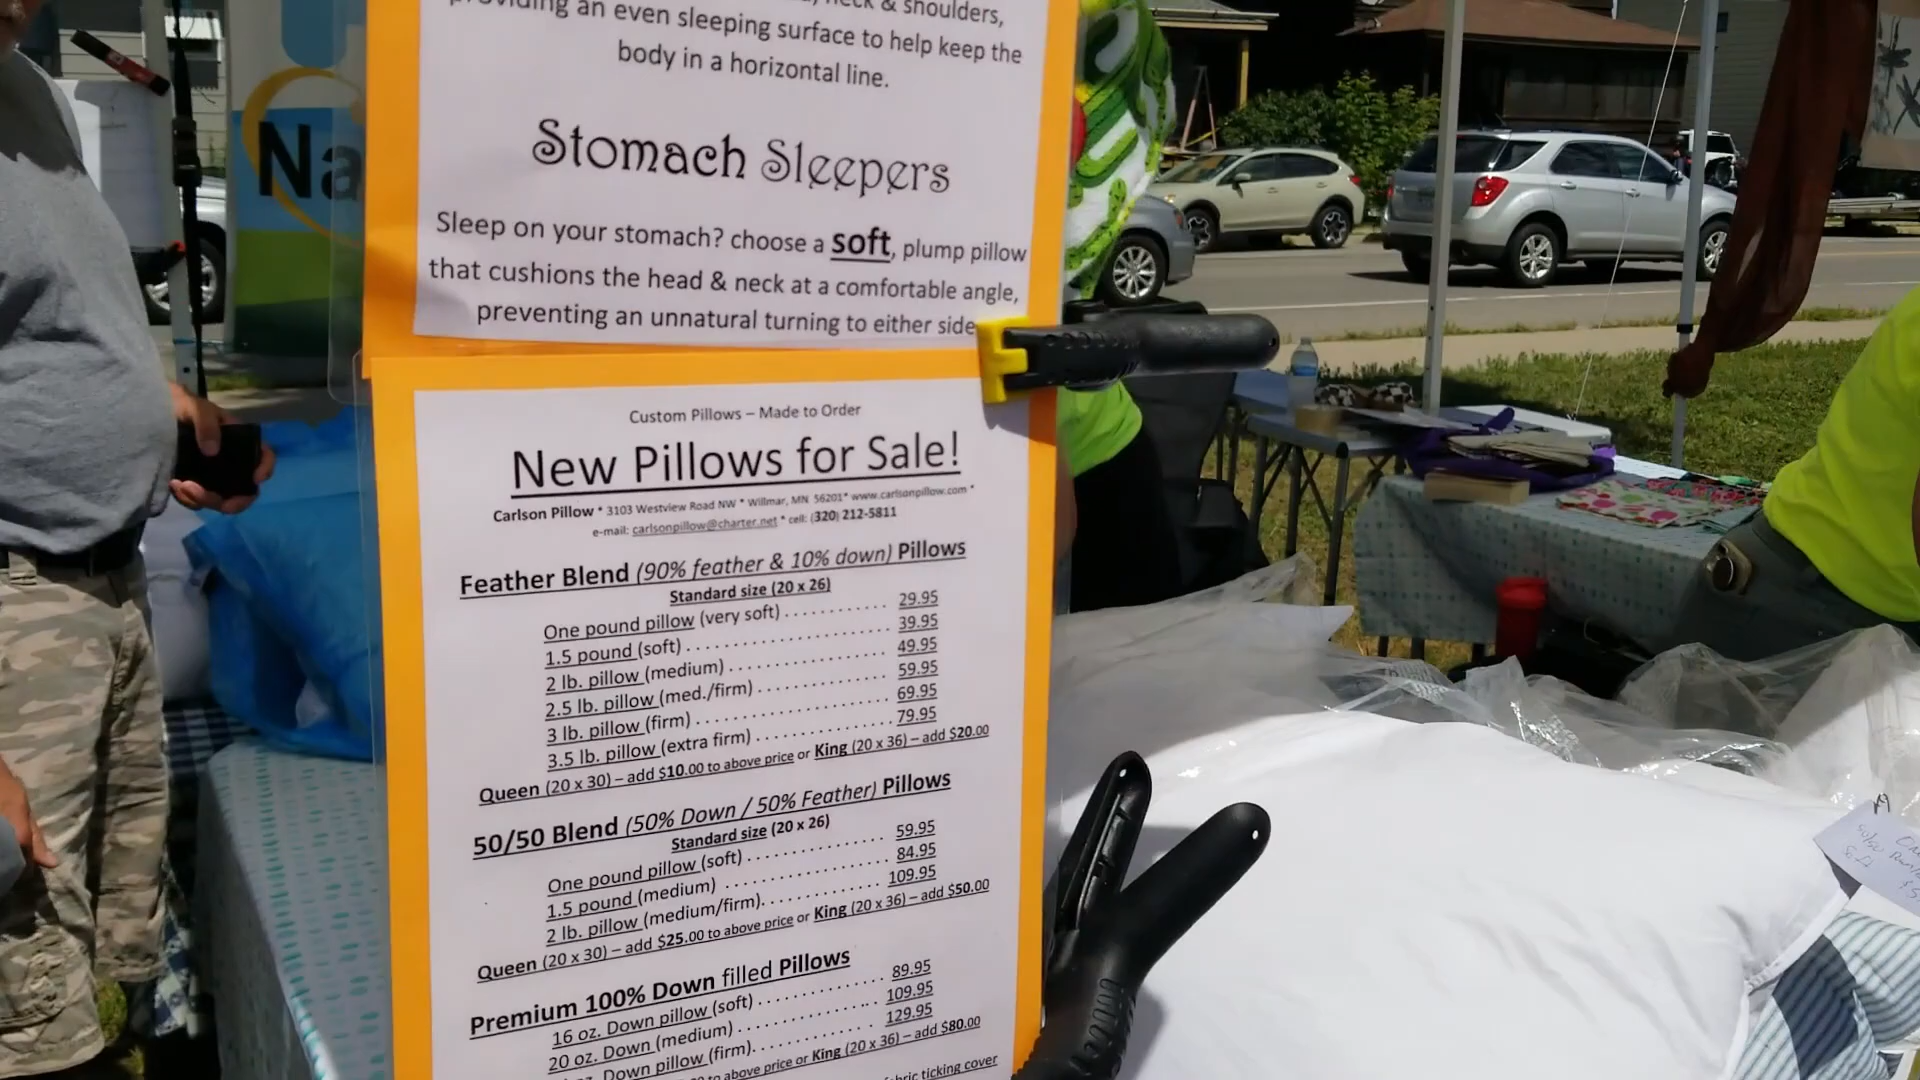 neck & shoulders,
providing an even sleeping surface to help keep the
body in a horizontal line.
Stomach Sleepers
Sleep on your stomach? choose a soft, plump pillow
that cushions the head & neck at a comfortable angle,
preventing an unnatural turning to either side
Na
Custom Pillows – Made to Order
New Pillows for Sale!
Carlson Pillow * 3103 Westview Road NW * Willmar, MN 56201* www.carlsonpillow.com *
e-mail: carlsonpillow@charter.net * cell: (320) 212-5811
Feather Blend (90% feather & 10% down) Pillows
Standard size (20 x 26)
One pound pillow (very soft) . . . . . . . . . . . . 29.95
1.5 pound (soft) . . . . . . . . . . . . . . . . . . . . . . . . 39.95
2 lb. pillow (medium) . . . . . . . . . . . . . . . . . . . 49.95
2.5 lb. pillow (med./firm) . . . . . . . . . . . . . . . . 59.95
3 lb. pillow (firm) . . . . . . . . . . . . . . . . . . . . . . . 69.95
3.5 lb. pillow (extra firm) . . . . . . . . . . . . . . . . . 79.95
Queen (20 x 30) – add $10.00 to above price or King (20 x 36) – add $20.00
50/50 Blend (50% Down / 50% Feather) Pillows
Standard size (20 x 26)
One pound pillow (soft) . . . . . . . . . . . . . . . . 59.95
1.5 pound (medium) . . . . . . . . . . . . . . . . . . . 84.95
2 lb. pillow (medium/firm). . . . . . . . . . . . . . . 109.95
Queen (20 x 30) – add $25.00 to above price or King (20 x 36) – add $50.00
Premium 100% Down filled Pillows
16 oz. Down pillow (soft) . . . . . . . . . . . . . . . . 89.95
20 oz. Down (medium) . . . . . . . . . . . . . . . . . . 109.95
oz. Down pillow (firm). . . . . . . . . . . . . . . . . . 129.95
to above price or King (20 x 36) – add $80.00
ticking cover